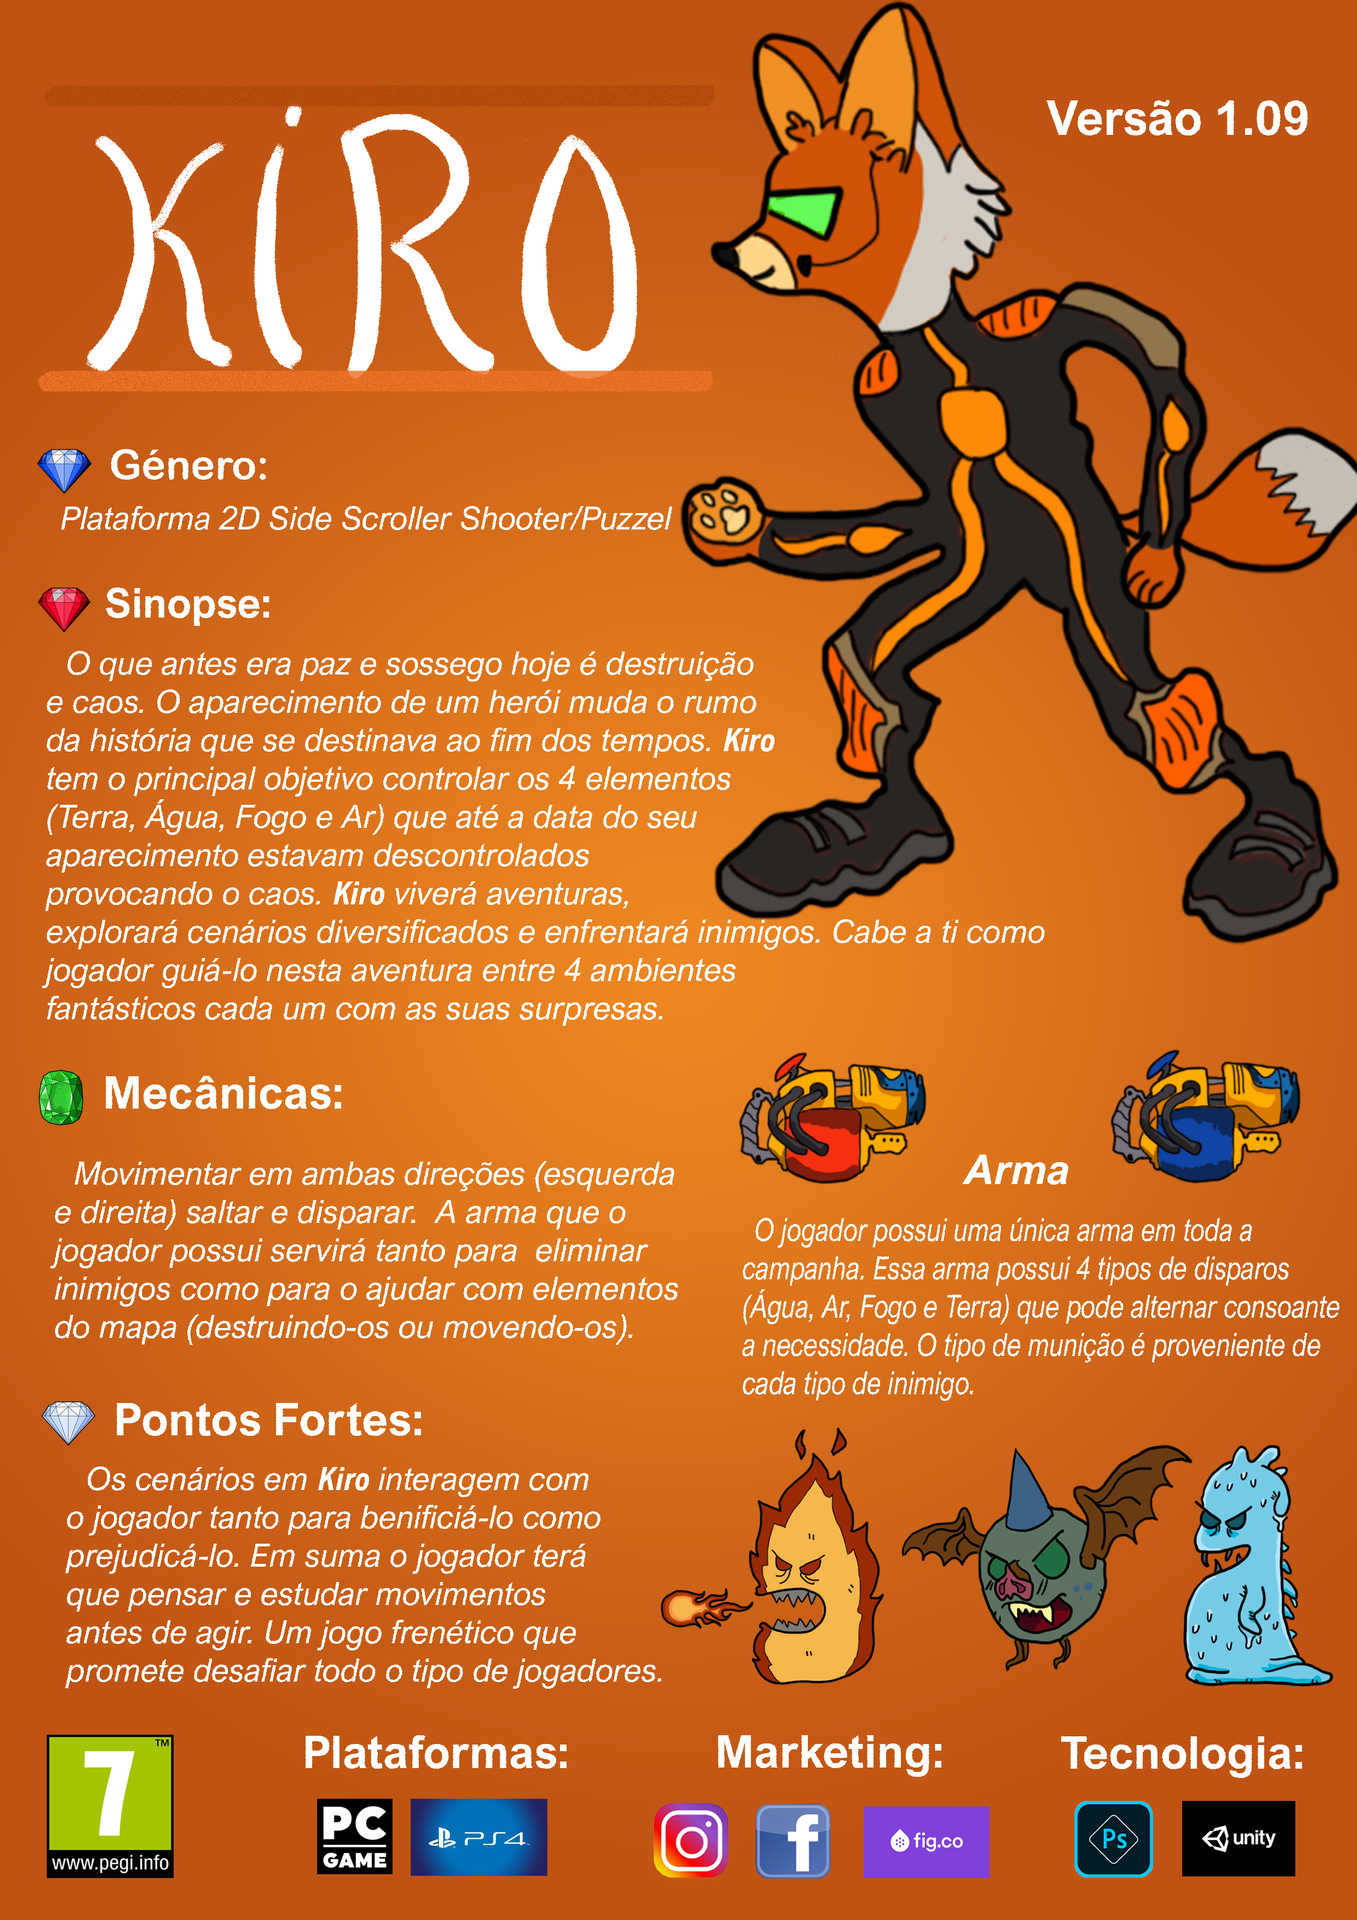 KiRO
Versão 1.09
Género:
Plataforma 2D Side Scroller Shooter/Puzzel
Sinopse:
O que antes era paz e sossego hoje é destruição
e caos. O aparecimento de um herói muda o rumo
da história que se destinava ao fim dos tempos. Kiro
tem o principal objetivo controlar os 4 elementos
(Terra, Água, Fogo e Ar) que até a data do seu
aparecimento estavam descontrolados
provocando o caos. Kiro viverá aventuras,
explorará cenários diversificados e enfrentará inimigos. Cabe a ti como
jogador guiá-lo nesta aventura entre 4 ambientes
fantásticos cada um com as suas surpresas.
Mecânicas:
Movimentar em ambas direções (esquerda
e direita) saltar e disparar. A arma que o
jogador possui servirá tanto para eliminar
inimigos como para o ajudar com elementos
do mapa (destruindo-os ou movendo-os).
Arma
O jogador possui uma única arma em toda a
campanha. Essa arma possui 4 tipos de disparos
(Água, Ar, Fogo e Terra) que pode alternar consoante
a necessidade. O tipo de munição é proveniente de
cada tipo de inimigo.
Pontos Fortes:
Os cenários em Kiro interagem com
o jogador tanto para benificiá-lo como
prejudicá-lo. Em suma o jogador terá
que pensar e estudar movimentos
antes de agir. Um jogo frenético que
promete desafiar todo o tipo de jogadores.
7 ™
www.pegi.info
Plataformas:
PC
GAME
PS4
Marketing:
f
fig.co
Tecnologia:
Ps
unity